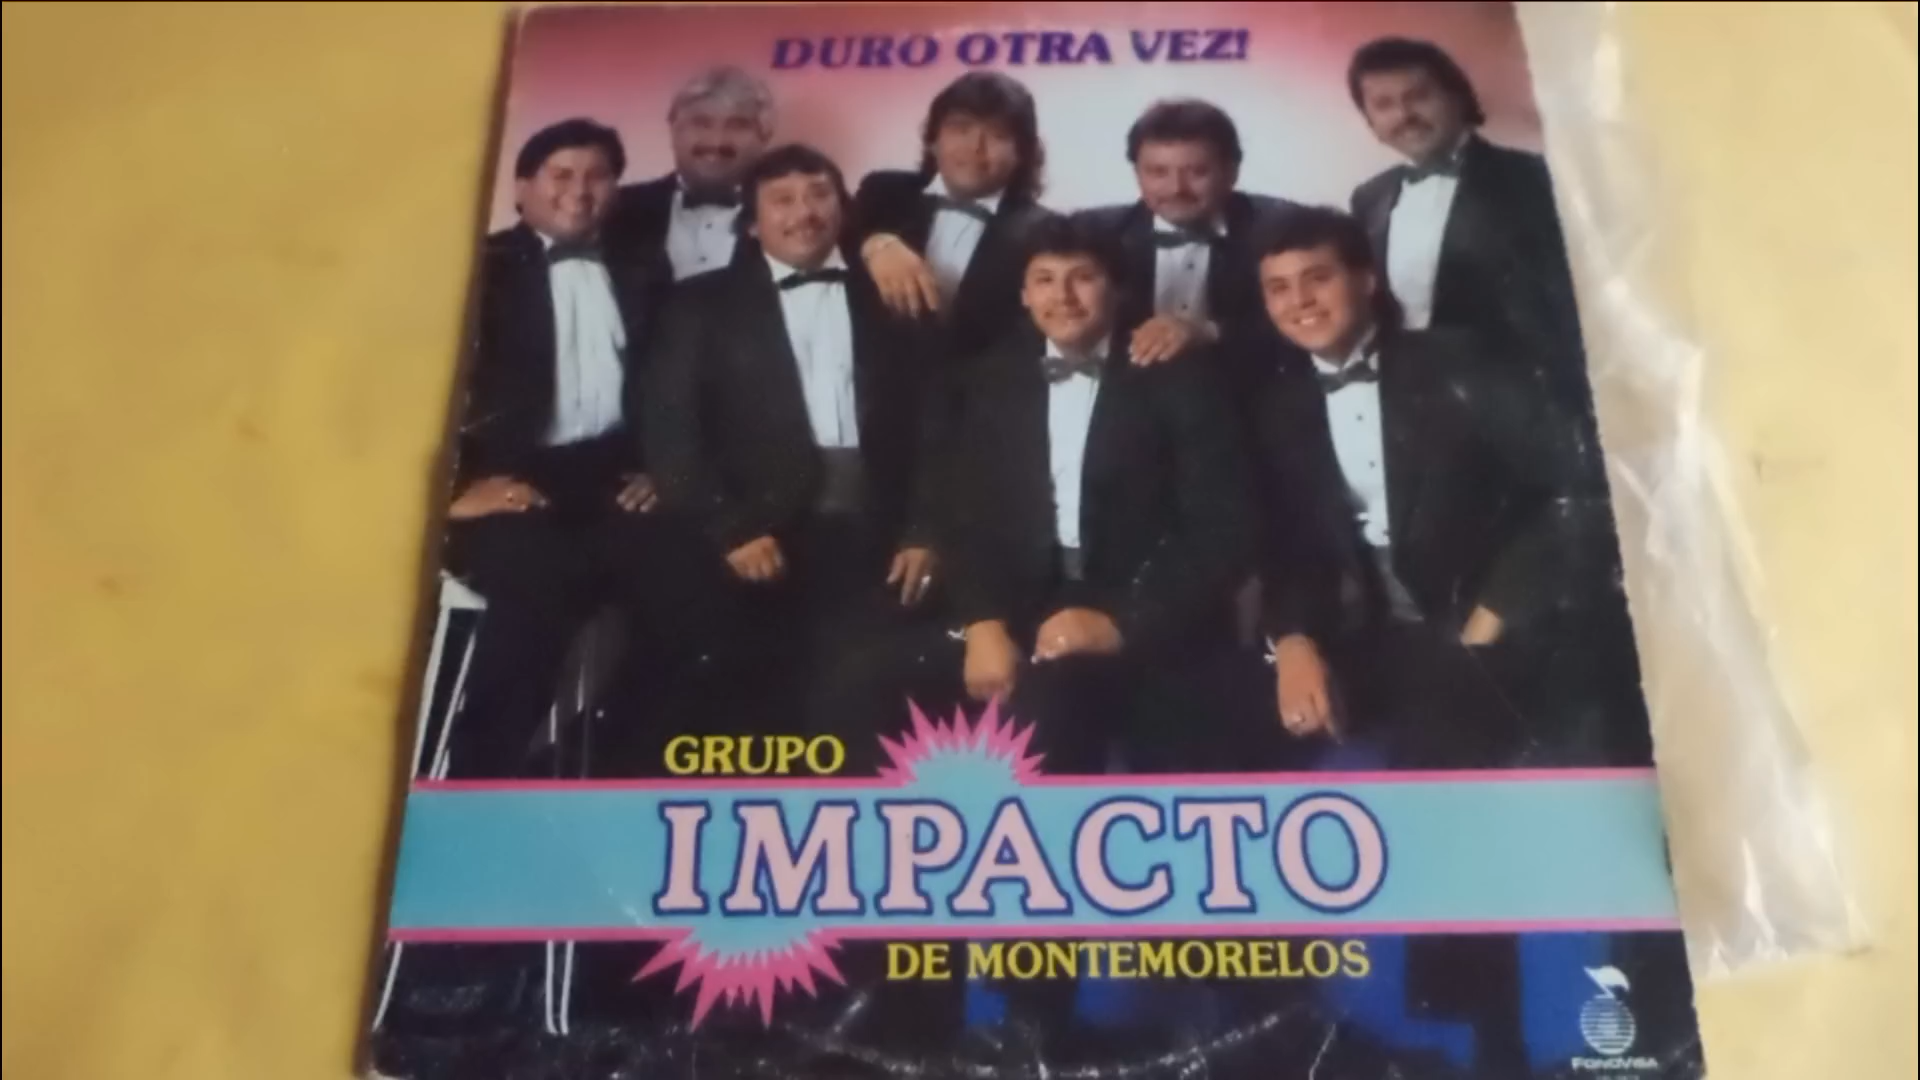 DURO OTRA VEZ!
GRUPO
IMPACTO
DE MONTEMORELOS
FONOVISA